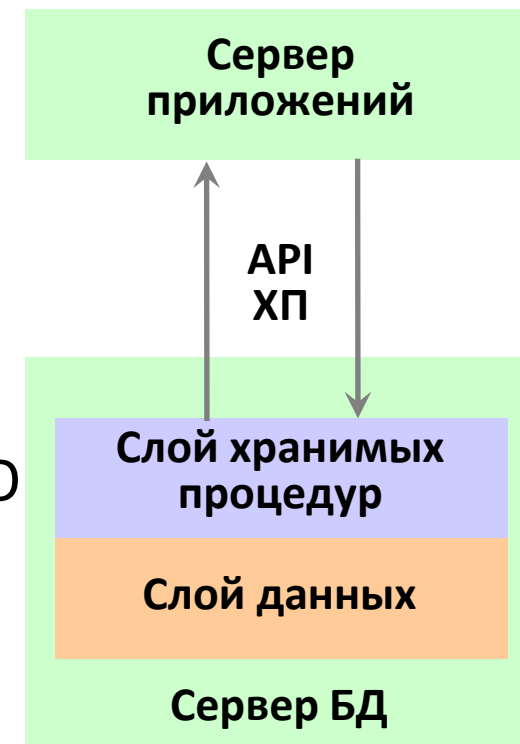 Сервер
приложений
API
ХП
Слой хранимых
процедур
Слой данных
Сервер БД